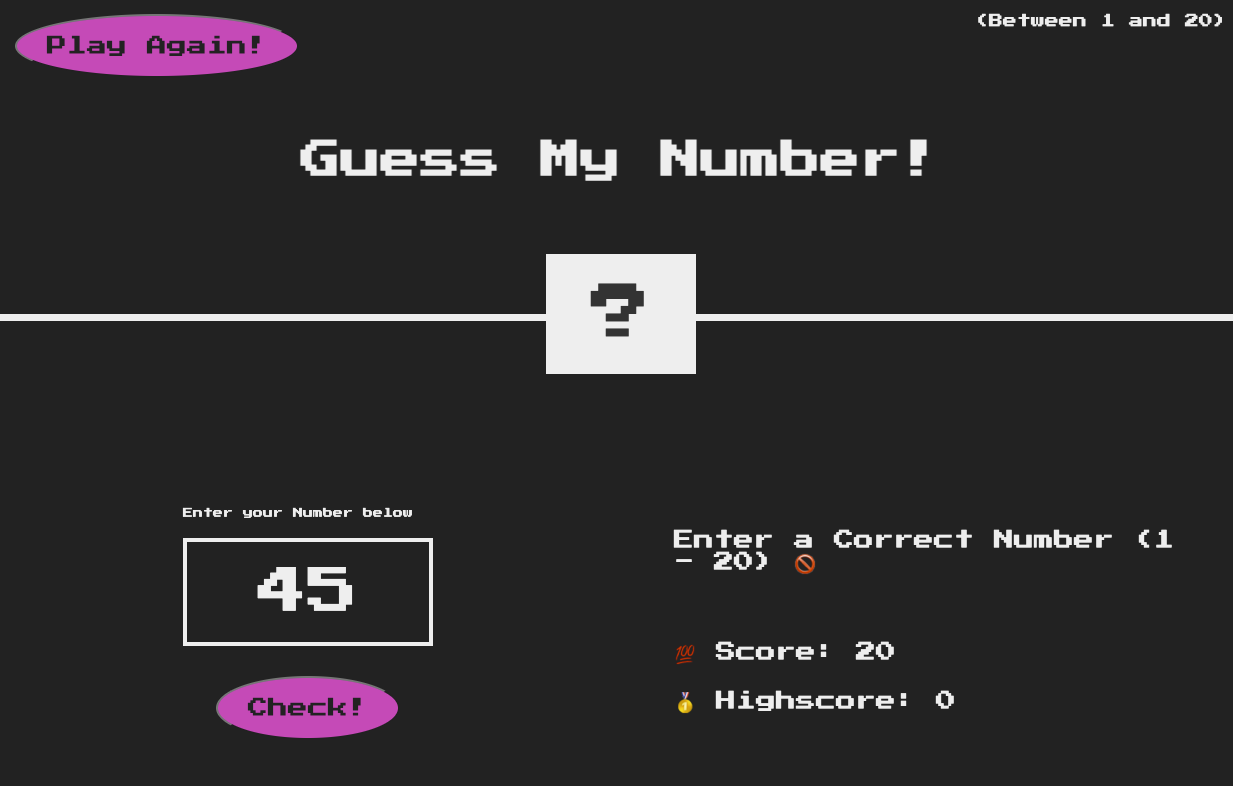 Play Again!
(Between 1 and 20)
Guess My Number!
?
Enter your Number below
45
Check!
Enter a Correct Number (1
- 20) 🚫
💯 Score: 20
🥇 Highscore: 0